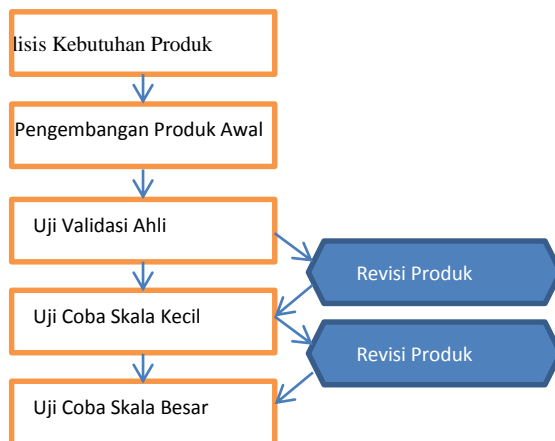 lisis Kebutuhan Produk
Pengembangan Produk Awal
Uji Validasi Ahli
Revisi Produk
Uji Coba Skala Kecil
Revisi Produk
Uji Coba Skala Besar